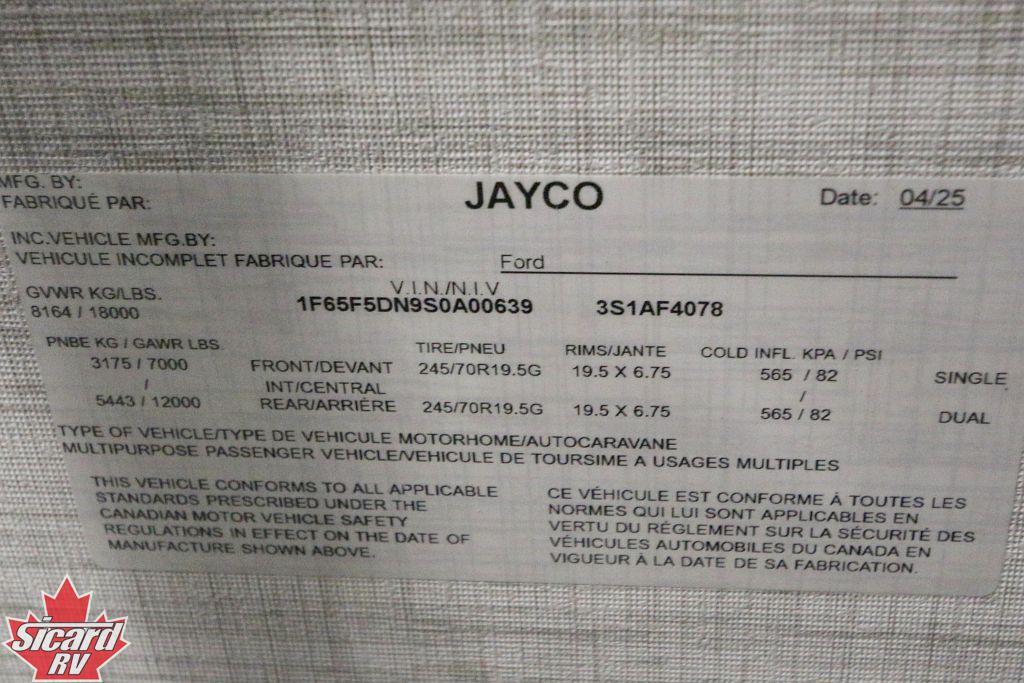 MFG. BY:
FABRIQUÉ PAR:
JAYCO
Date: 04/25
INC.VEHICLE MFG.BY:
VEHICULE INCOMPLET FABRIQUE PAR: Ford
GVWR KG/LBS. V.I.N./N.I.V
8164 / 18000 1F65F5DN9S0A00639 3S1AF4078
PNBE KG / GAWR LBS. TIRE/PNEU RIMS/JANTE COLD INFL. KPA / PSI
3175 / 7000 FRONT/DEVANT 245/70R19.5G 19.5 X 6.75 565 / 82 SINGLE
/ INT/CENTRAL /
5443 / 12000 REAR/ARRIÉRE 245/70R19.5G 19.5 X 6.75 565 / 82 DUAL
TYPE OF VEHICLE/TYPE DE VEHICULE MOTORHOME/AUTOCARAVANE
MULTIPURPOSE PASSENGER VEHICLE/VEHICULE DE TOURSIME A USAGES MULTIPLES
THIS VEHICLE CONFORMS TO ALL APPLICABLE
STANDARDS PRESCRIBED UNDER THE
CANADIAN MOTOR VEHICLE SAFETY
REGULATIONS IN EFFECT ON THE DATE OF
MANUFACTURE SHOWN ABOVE.
CE VÉHICULE EST CONFORME À TOUTES LES
NORMES QUI LUI SONT APPLICABLES EN
VERTU DU RÉGLEMENT SUR LA SÉCURITÉ DES
VÉHICULES AUTOMOBILES DU CANADA EN
VIGUEUR À LA DATE DE SA FABRICATION.
Sicard
RV